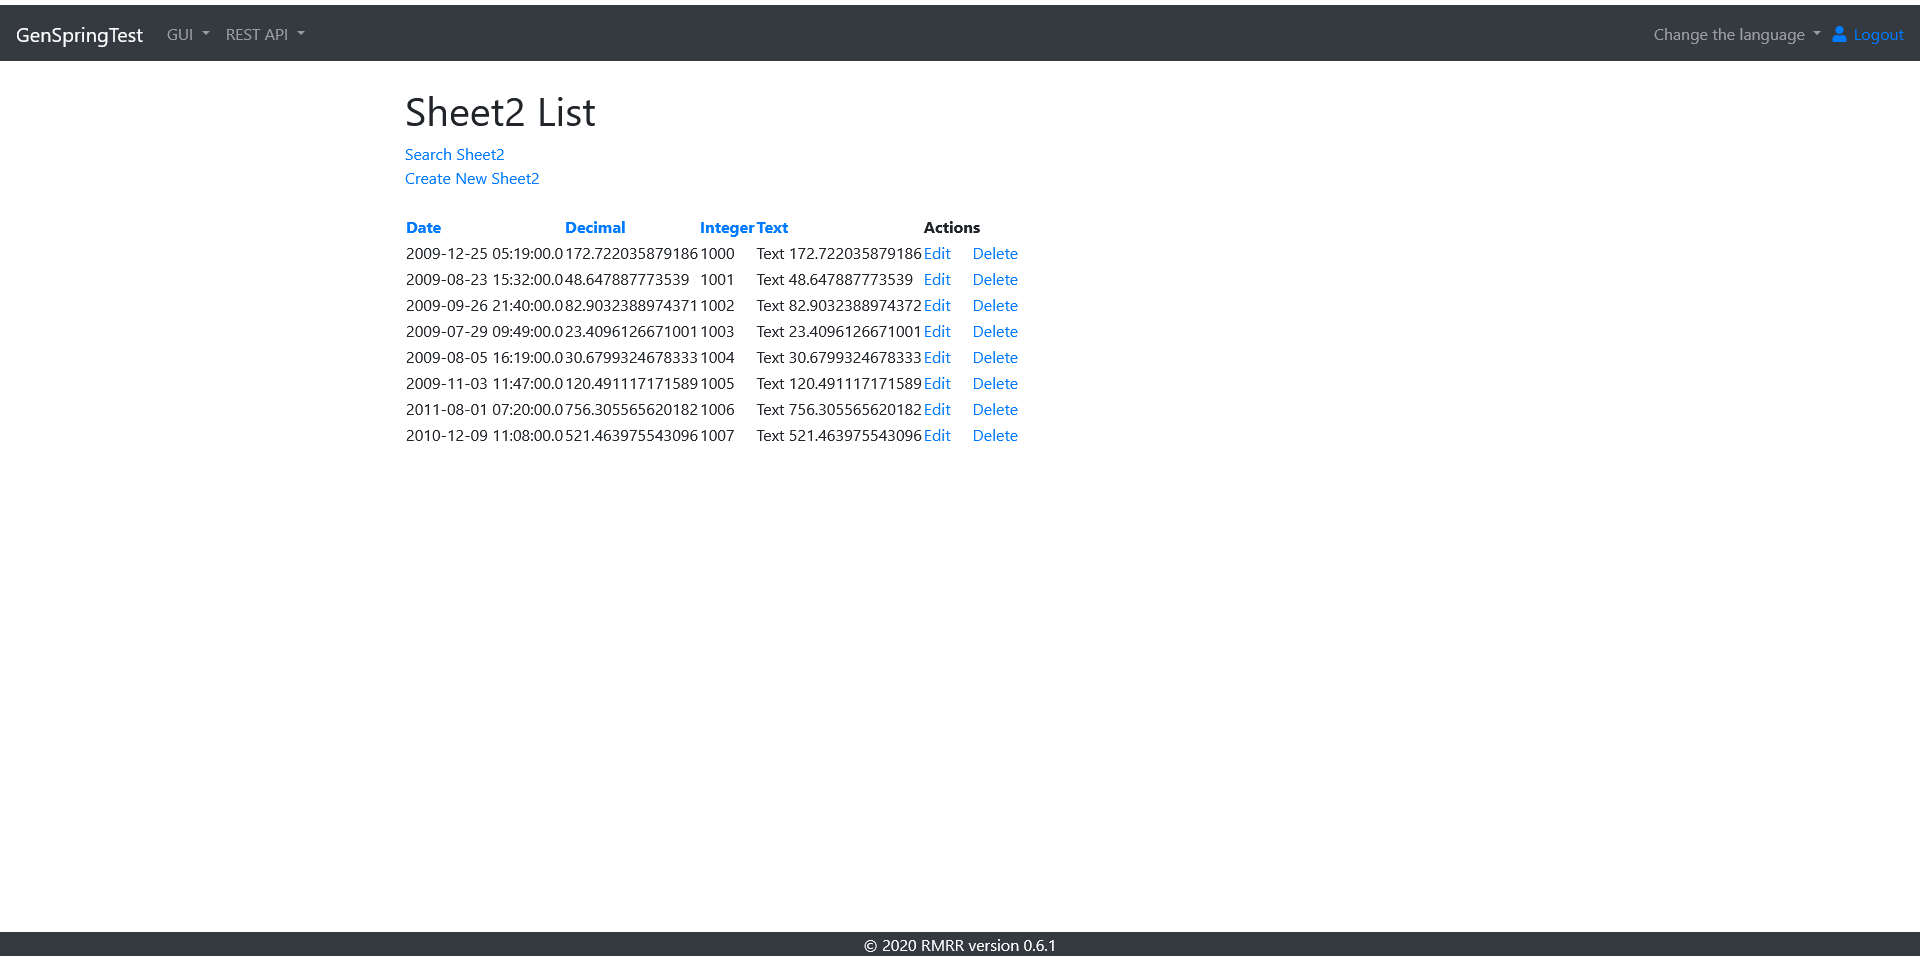 GenSpringTest GUI REST API Change the language Logout
Sheet2 List
Search Sheet2
Create New Sheet2
Date Decimal Integer Text Actions
2009-12-25 05:19:00.0 172.722035879186 1000 Text 172.722035879186 Edit Delete
2009-08-23 15:32:00.0 48.647887773539 1001 Text 48.647887773539 Edit Delete
2009-09-26 21:40:00.0 82.9032388974371 1002 Text 82.9032388974372 Edit Delete
2009-07-29 09:49:00.0 23.4096126671001 1003 Text 23.4096126671001 Edit Delete
2009-08-05 16:19:00.0 30.6799324678333 1004 Text 30.6799324678333 Edit Delete
2009-11-03 11:47:00.0 120.491117171589 1005 Text 120.491117171589 Edit Delete
2011-08-01 07:20:00.0 756.305565620182 1006 Text 756.305565620182 Edit Delete
2010-12-09 11:08:00.0 521.463975543096 1007 Text 521.463975543096 Edit Delete
© 2020 RMRR version 0.6.1